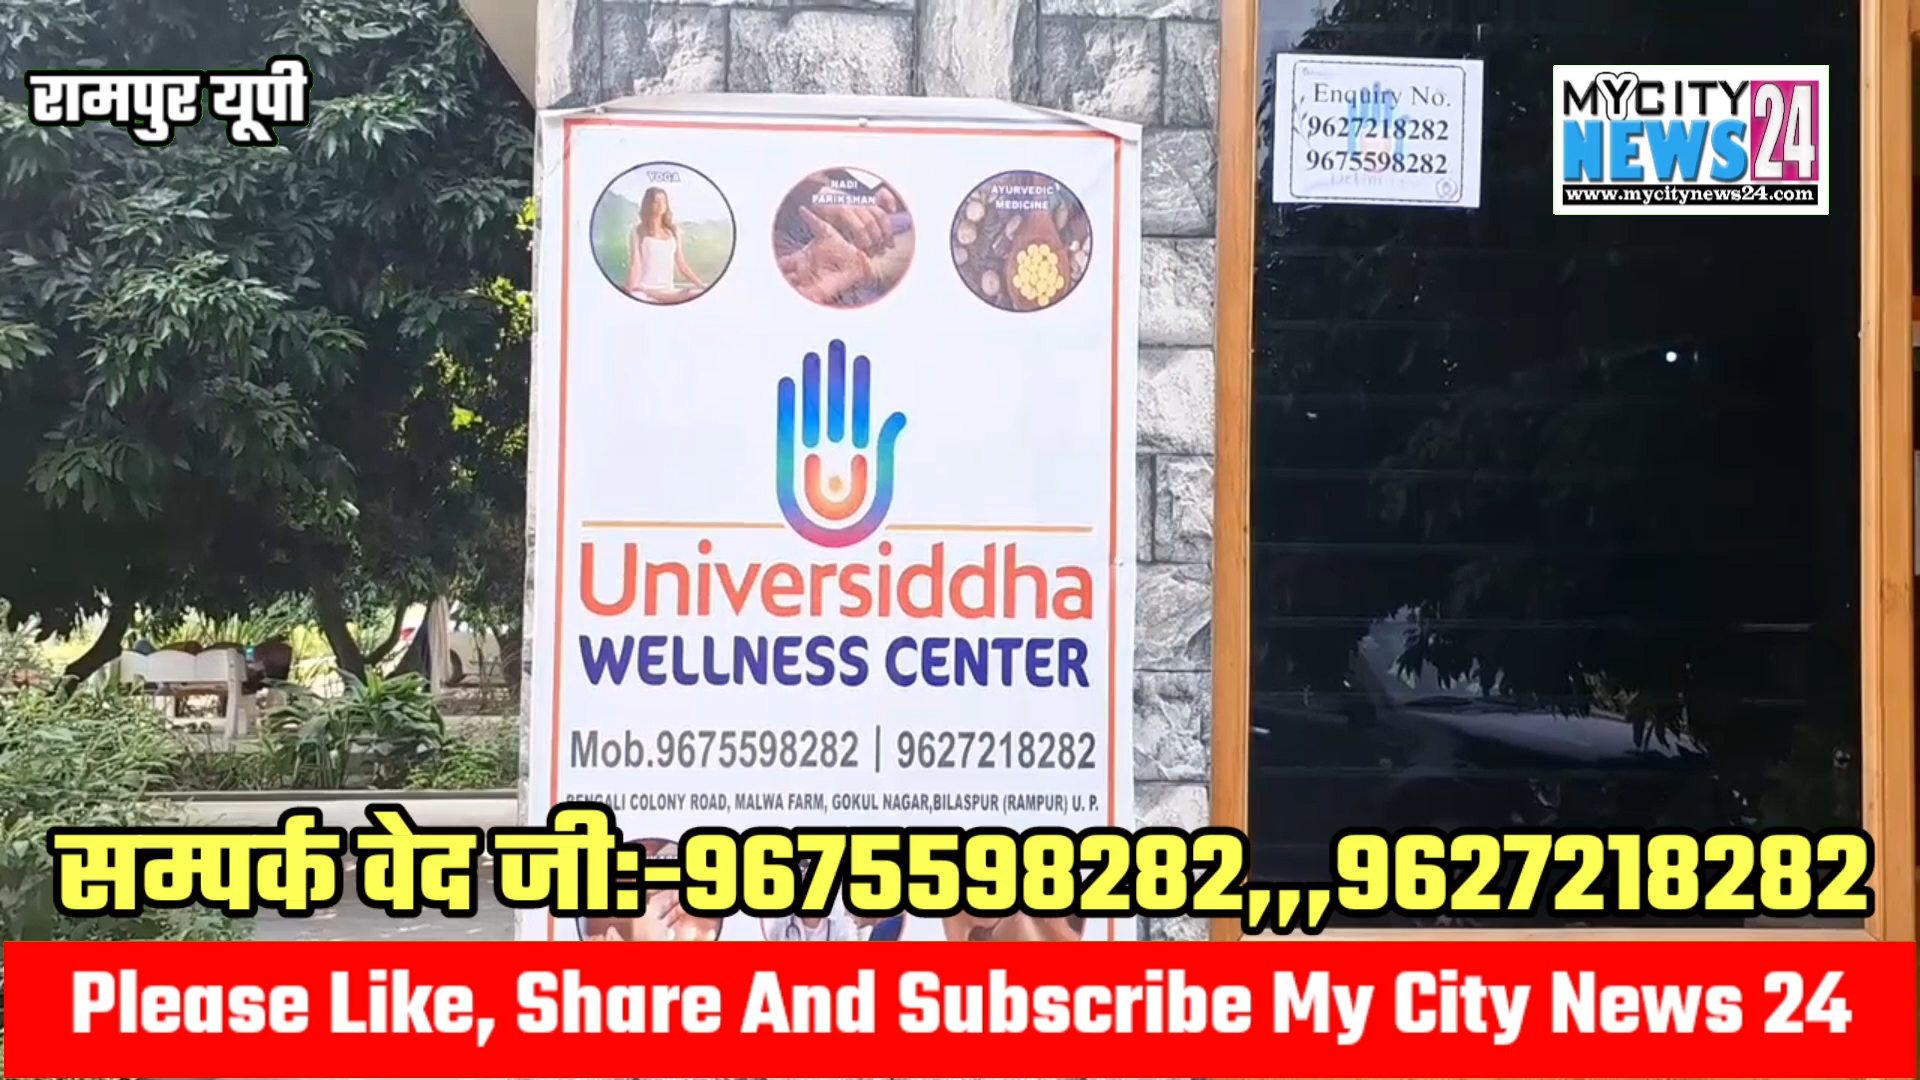 रामपुर यूपी
MYCITY
NEWS 24
www.mycitynews24.com
Enquiry No.
9627218282
9675598282
YOGA
NADI
PARIKSHAN
AYURVEDIC
MEDICINE
Universiddha
WELLNESS CENTER
Mob.9675598282 | 9627218282
BENGALI COLONY ROAD, MALWA FARM, GOKUL NAGAR,BILASPUR (RAMPUR) U. P.
सम्पर्क वेद जी:-9675598282,,,9627218282
Please Like, Share And Subscribe My City News 24